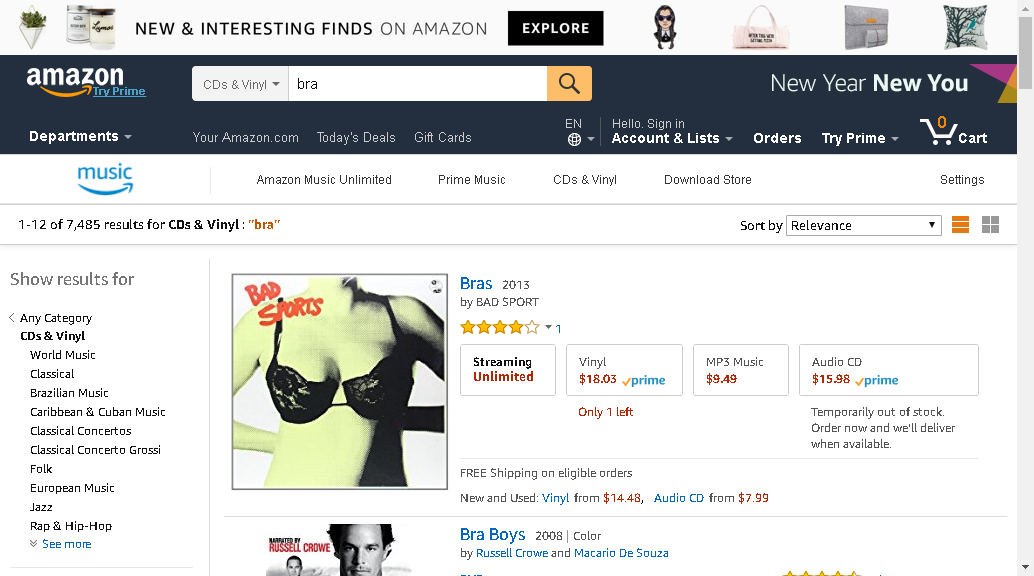 NEW & INTERESTING FINDS ON AMAZON EXPLORE
amazon
Try Prime
CDs & Vinyl bra
New Year New You
Departments
Your Amazon.com Today's Deals Gift Cards
EN
Hello. Sign in
Account & Lists
Orders
Try Prime
0
Cart
music
Amazon Music Unlimited Prime Music CDs & Vinyl Download Store Settings
1-12 of 7,485 results for CDs & Vinyl : "bra"
Sort by Relevance
Show results for
Any Category
CDs & Vinyl
World Music
Classical
Brazilian Music
Caribbean & Cuban Music
Classical Concertos
Classical Concerto Grossi
Folk
European Music
Jazz
Rap & Hip-Hop
See more
BAD
SPORTS
Bras 2013
by BAD SPORT
1
Streaming
Unlimited
Vinyl
$18.03 prime
Only 1 left
MP3 Music
$9.49
Audio CD
$15.98 prime
Temporarily out of stock.
Order now and we'll deliver
when available.
FREE Shipping on eligible orders
New and Used: Vinyl from $14.48, Audio CD from $7.99
NARRATED BY
RUSSELL CROWE
Bra Boys 2008 | Color
by Russell Crowe and Macario De Souza